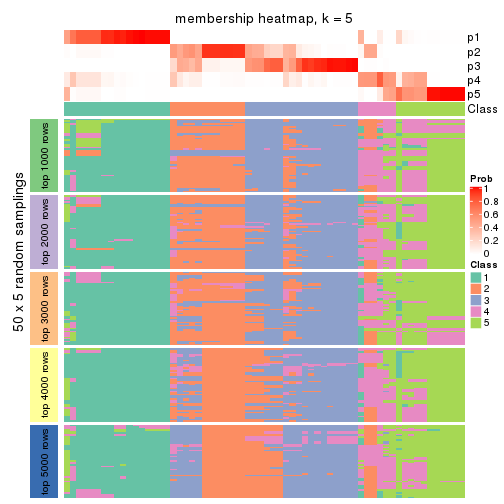 membership heatmap, k = 5
p1
p2
p3
p4
p5
Class
50 x 5 random samplings
top 1000 rows
top 2000 rows
top 3000 rows
top 4000 rows
top 5000 rows
Prob
1
0.8
0.6
0.4
0.2
0
Class
1
2
3
4
5